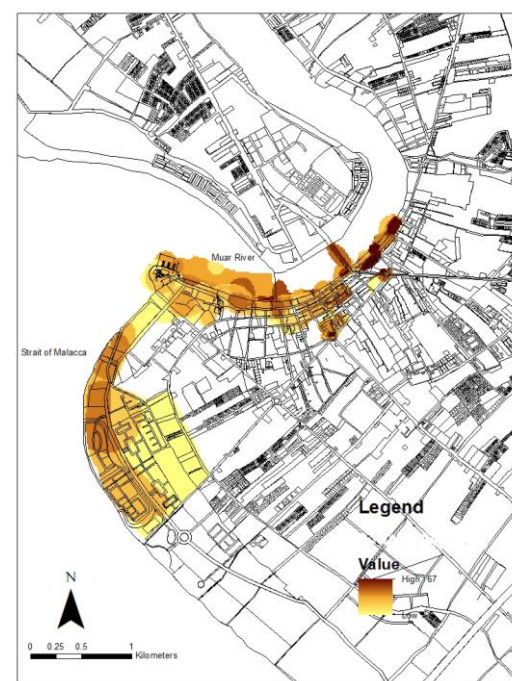 Muar River
Strait of Malacca
Legend
Value
High : 67
Low
N
0 0.25 0.5 1
Kilometers